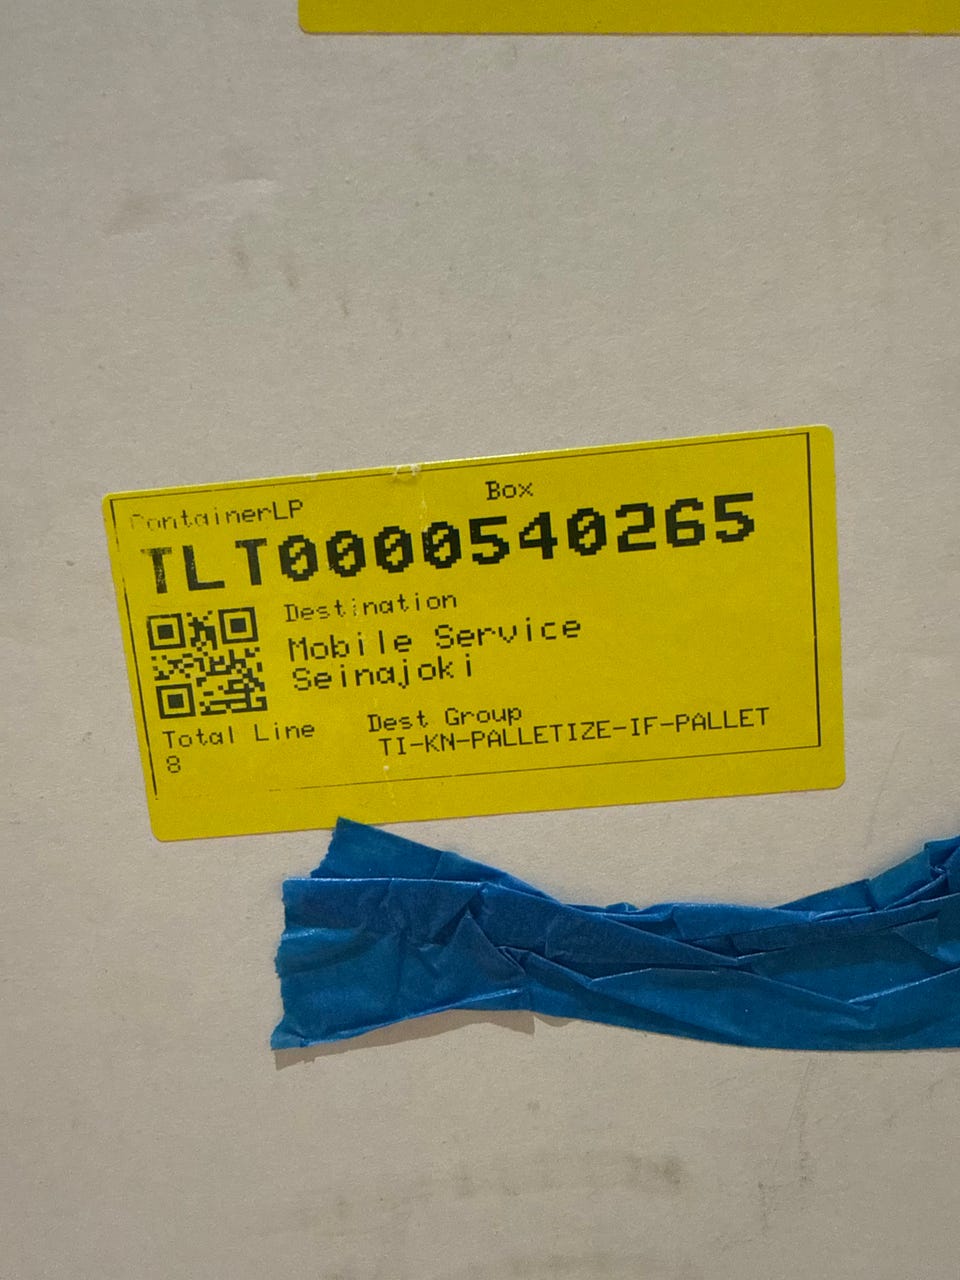 ContainerLP Box
TLT0000540265
Destination
Mobile Service
Seinajoki
Total Line Dest Group
8 TI-KN-PALLETIZE-IF-PALLET